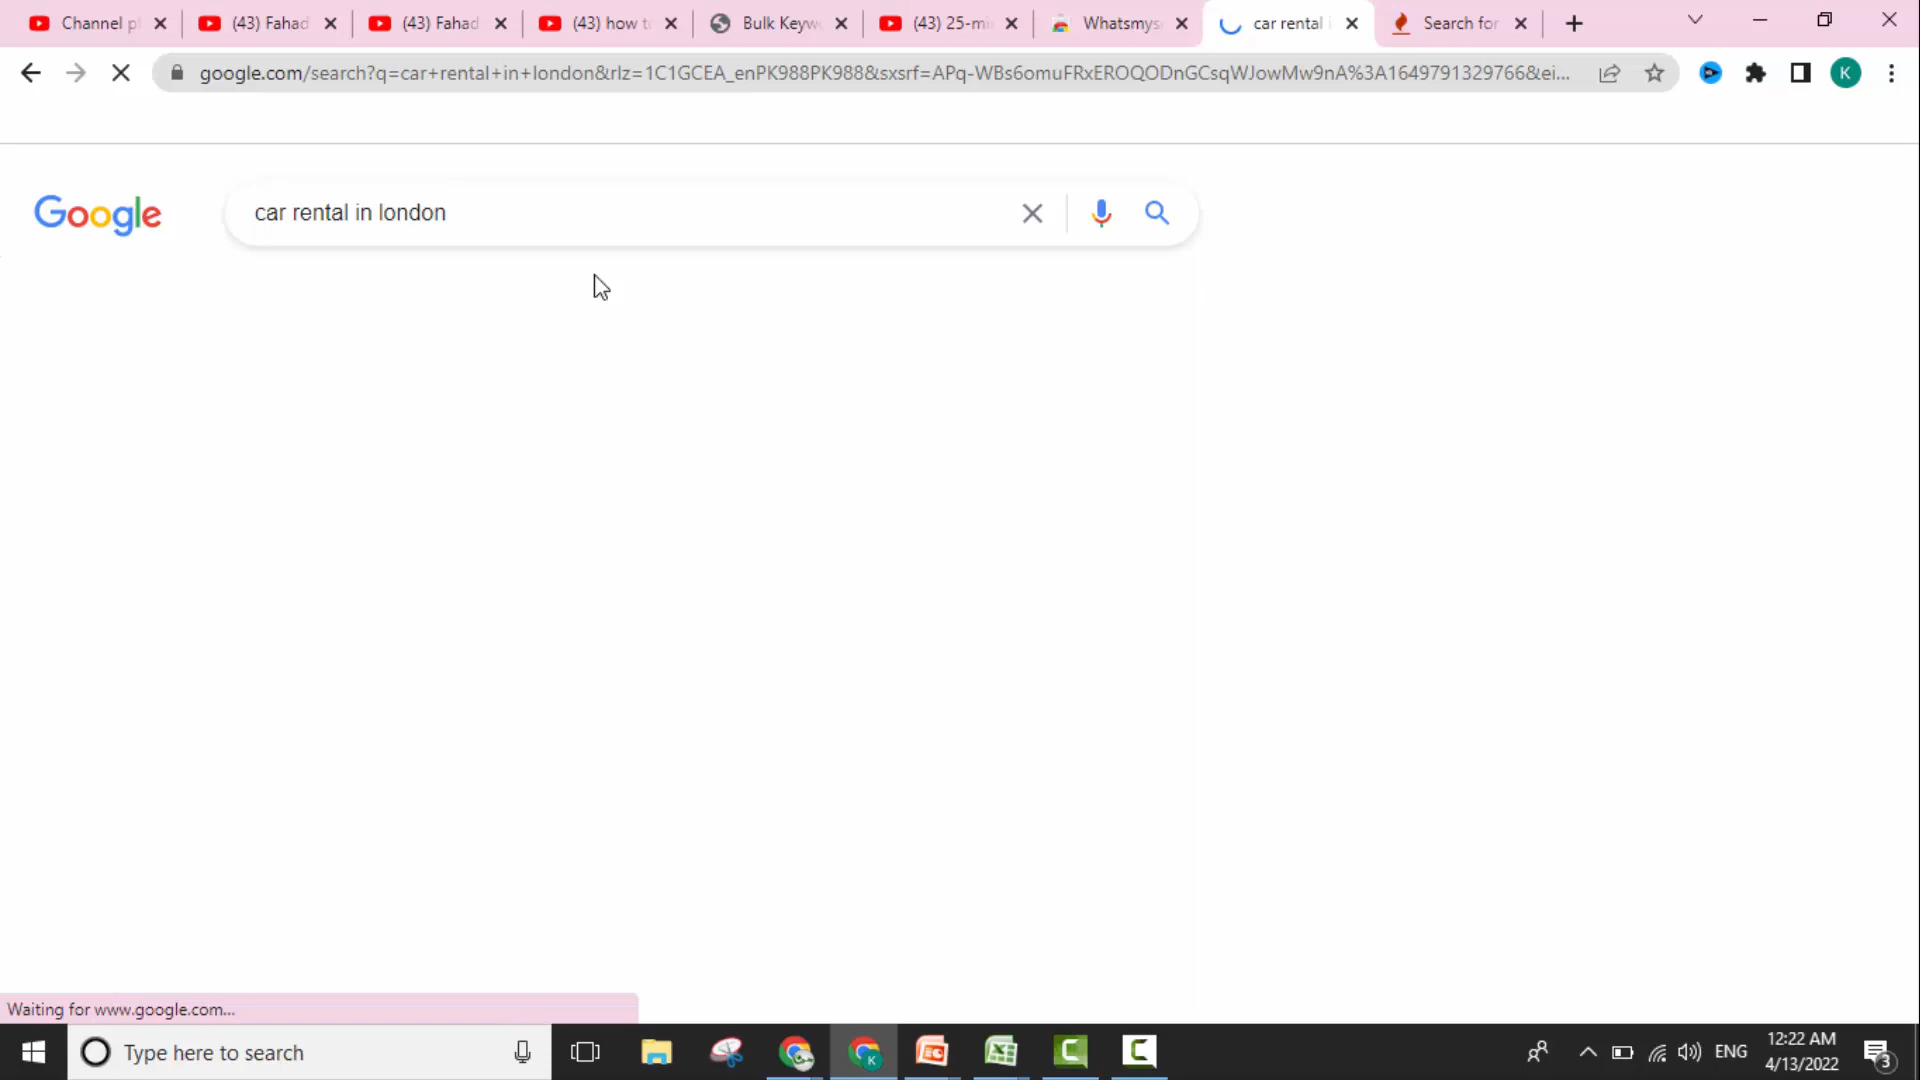 Channel p
(43) Fahad
(43) Fahad
(43) how t
Bulk Keyw
(43) 25-mi
Whatsmys
car rental i
Search for
google.com/search?q=car+rental+in+london&rlz=1C1GCEA_enPK988PK988&sxsrf=APq-WBs6omuFRxEROQODnGCsqWJowMw9nA%3A1649791329766&ei...
K
Google
car rental in london
Waiting for www.google.com...
Type here to search
K
ENG
12:22 AM
4/13/2022
3